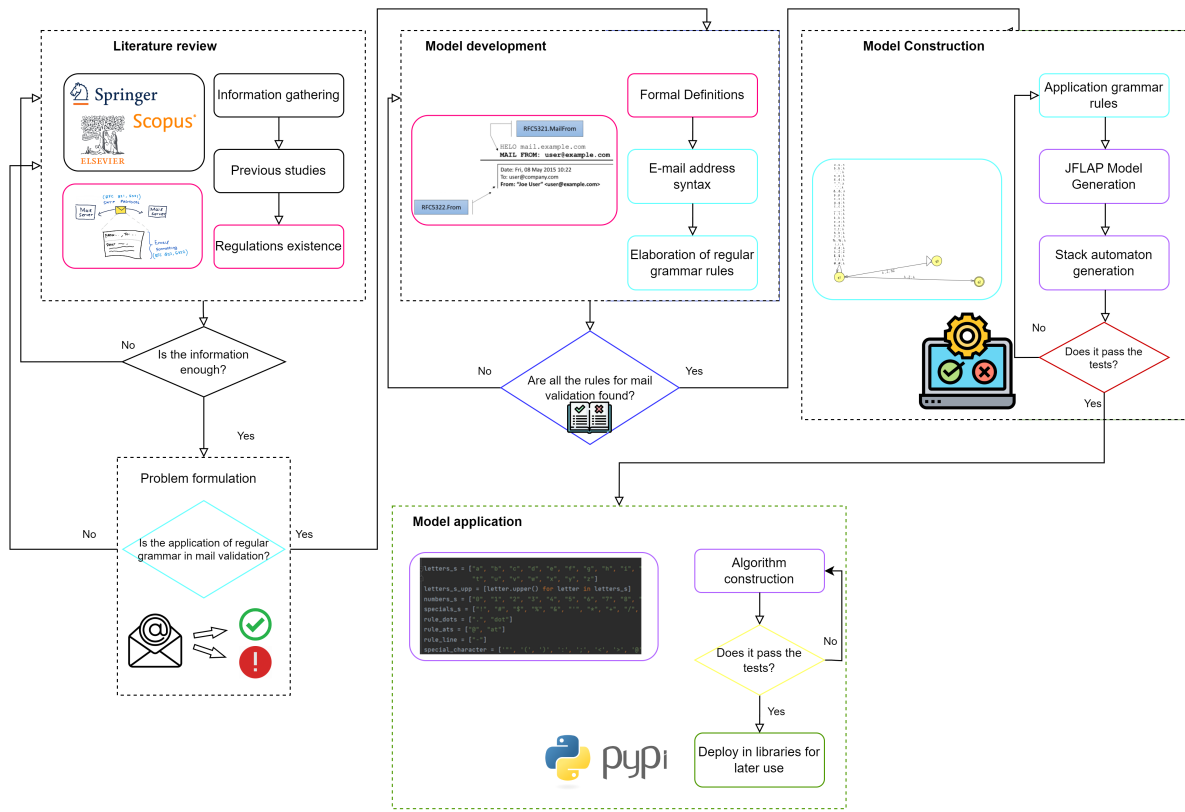 Literature review
Springer
Scopus
ELSEVIER
Information gathering
Previous studies
Regulations existence
Mail
Server
Is the information
enough?
No
Yes
Problem formulation
Is the application of regular
grammar in mail validation?
No
Yes
Model development
RFC5321.MailFrom
HELO mail.example.com
MAIL FROM: user@example.com
Date: Fri, 08 May 2015 10:22
To: user@company.com
From: "Joe User" <user@example.com>
RFC5322.From
Formal Definitions
E-mail address
syntax
Elaboration of regular
grammar rules
Are all the rules for mail
validation found?
No
Yes
Model Construction
Application grammar
rules
JFLAP Model
Generation
Stack automaton
generation
Does it pass the
tests?
No
Yes
Model application
letters_s = ["a", "b", "c", "d", "e", "f", "g", "h", "i",
"t", "u", "v", "w", "x", "y", "z"]
letters_s_upp = [letter.upper() for letter in letters_s]
numbers_s = ["0", "1", "2", "3", "4", "5", "6", "7", "8",
specials_s = ["!", "#", "$", "%", "&", "'", "*", "+", "/",
rule_dots = [".", "dot"]
rule_ats = ["@", "at"]
rule_line = ["-"]
special_character = [
Algorithm
construction
Does it pass the
tests?
No
Yes
Deploy in libraries for
later use
pypi